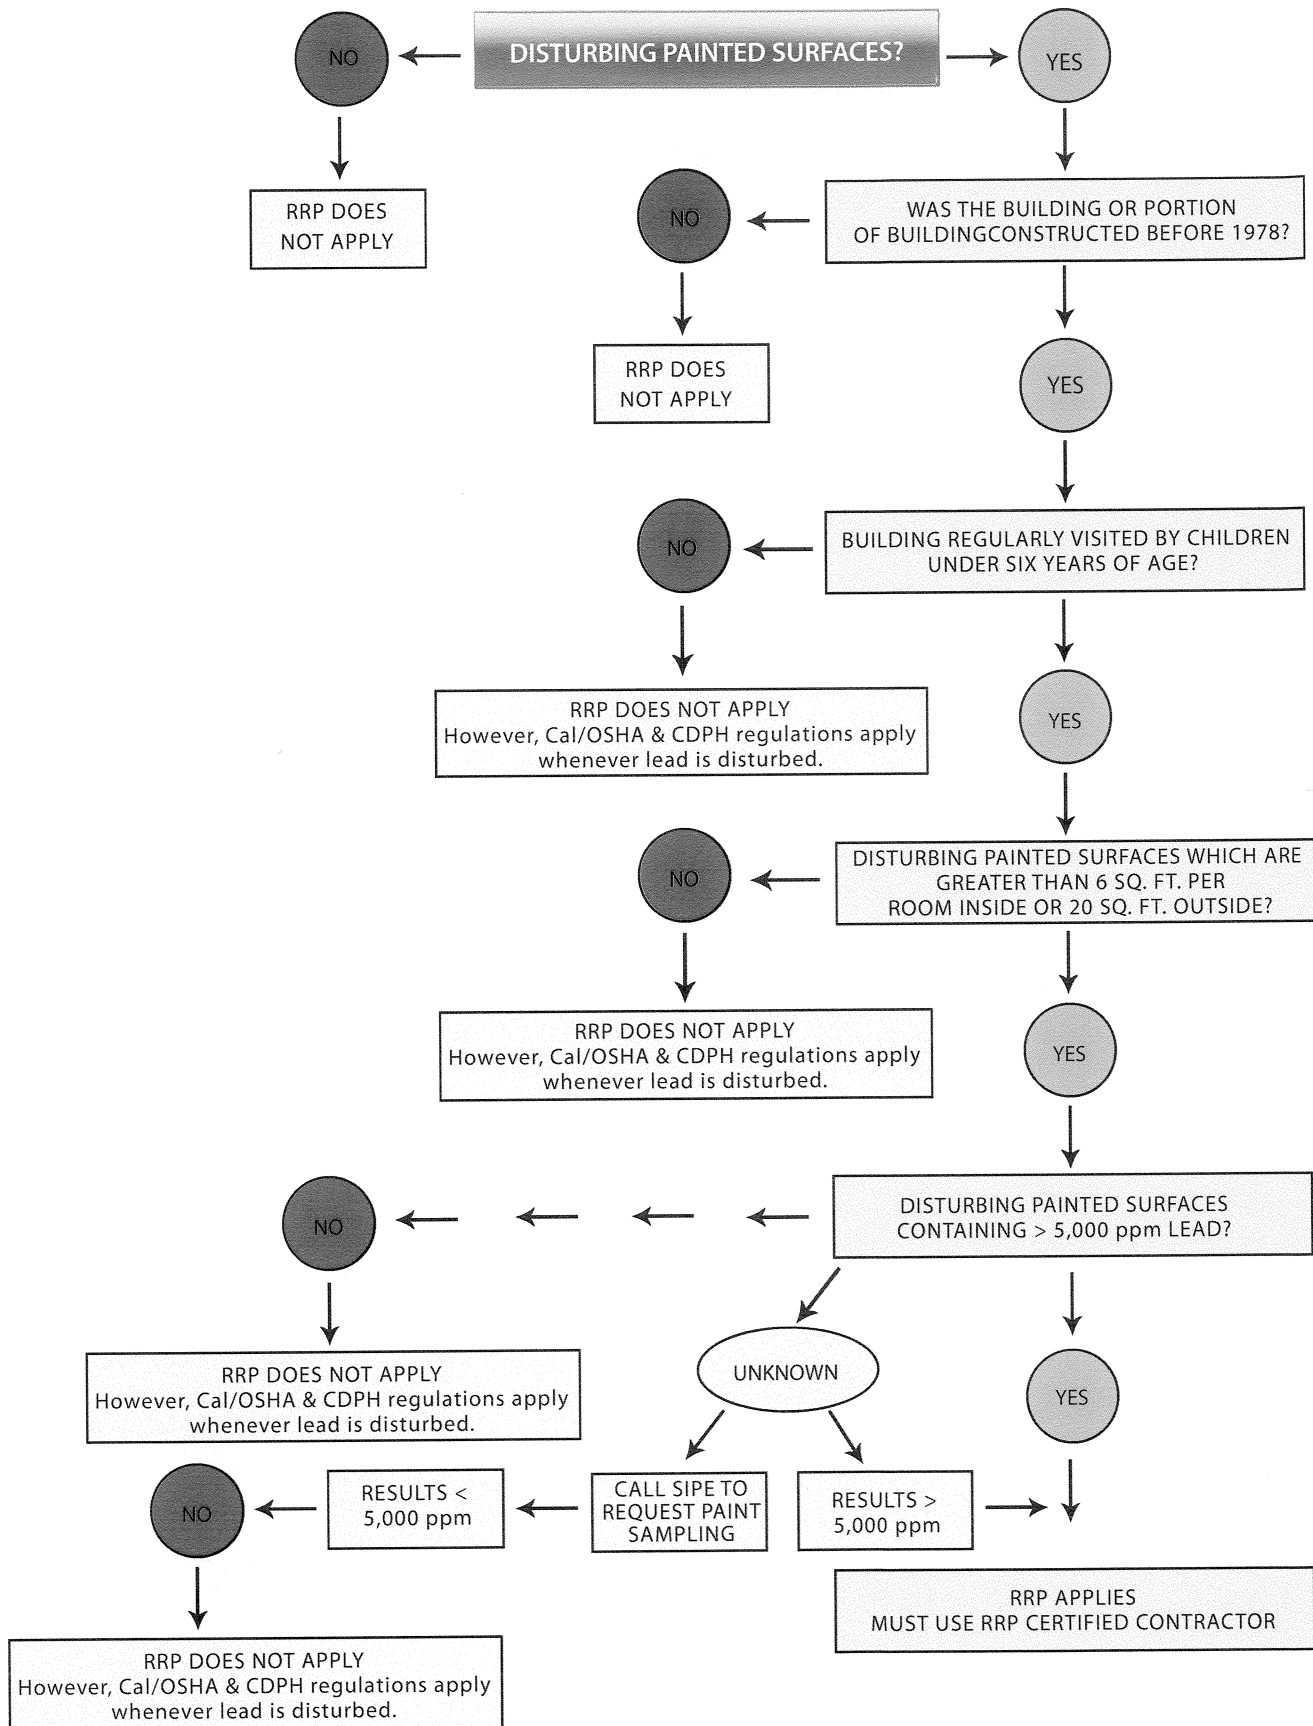 NO
DISTURBING PAINTED SURFACES?
YES
RRP DOES
NOT APPLY
NO
WAS THE BUILDING OR PORTION
OF BUILDINGCONSTRUCTED BEFORE 1978?
RRP DOES
NOT APPLY
YES
NO
BUILDING REGULARLY VISITED BY CHILDREN
UNDER SIX YEARS OF AGE?
RRP DOES NOT APPLY
However, Cal/OSHA & CDPH regulations apply
whenever lead is disturbed.
YES
NO
DISTURBING PAINTED SURFACES WHICH ARE
GREATER THAN 6 SQ. FT. PER
ROOM INSIDE OR 20 SQ. FT. OUTSIDE?
RRP DOES NOT APPLY
However, Cal/OSHA & CDPH regulations apply
whenever lead is disturbed.
YES
NO
DISTURBING PAINTED SURFACES
CONTAINING > 5,000 ppm LEAD?
RRP DOES NOT APPLY
However, Cal/OSHA & CDPH regulations apply
whenever lead is disturbed.
UNKNOWN
YES
NO
RESULTS <
5,000 ppm
CALL SIPE TO
REQUEST PAINT
SAMPLING
RESULTS >
5,000 ppm
RRP APPLIES
MUST USE RRP CERTIFIED CONTRACTOR
RRP DOES NOT APPLY
However, Cal/OSHA & CDPH regulations apply
whenever lead is disturbed.